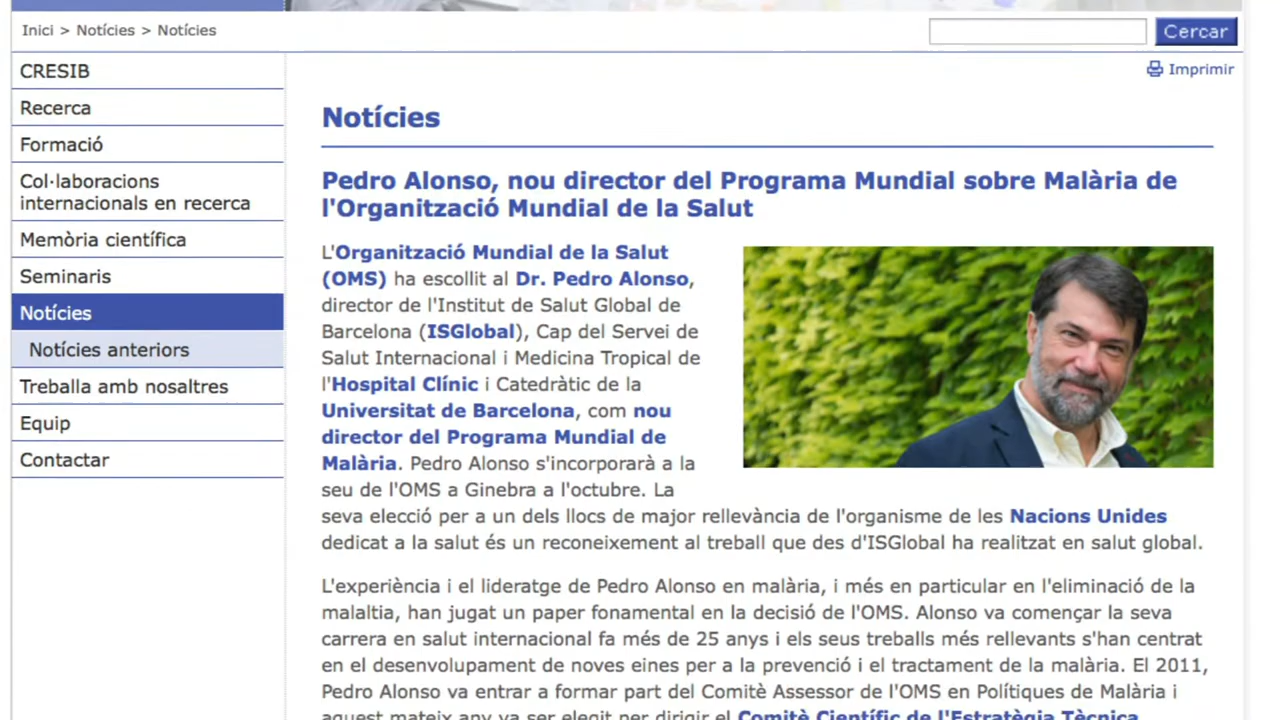 Inici > Notícies > Notícies
Cercar
Imprimir
CRESIB
Recerca
Formació
Col·laboracions
internacionals en recerca
Memòria científica
Seminaris
Notícies
Notícies anteriors
Treballa amb nosaltres
Equip
Contactar
Notícies
Pedro Alonso, nou director del Programa Mundial sobre Malària de
l'Organització Mundial de la Salut
L'Organització Mundial de la Salut
(OMS) ha escollit al Dr. Pedro Alonso,
director de l'Institut de Salut Global de
Barcelona (ISGlobal), Cap del Servei de
Salut Internacional i Medicina Tropical de
l'Hospital Clínic i Catedràtic de la
Universitat de Barcelona, com nou
director del Programa Mundial de
Malària. Pedro Alonso s'incorporarà a la
seu de l'OMS a Ginebra a l'octubre. La
seva elecció per a un dels llocs de major rellevància de l'organisme de les Nacions Unides
dedicat a la salut és un reconeixement al treball que des d'ISGlobal ha realitzat en salut global.
L'experiència i el lideratge de Pedro Alonso en malària, i més en particular en l'eliminació de la
malaltia, han jugat un paper fonamental en la decisió de l'OMS. Alonso va començar la seva
carrera en salut internacional fa més de 25 anys i els seus treballs més rellevants s'han centrat
en el desenvolupament de noves eines per a la prevenció i el tractament de la malària. El 2011,
Pedro Alonso va entrar a formar part del Comitè Assessor de l'OMS en Polítiques de Malària i
aquest mateix any va ser elegit per dirigir el Comitè Científic de l'Estratègia Tècnica